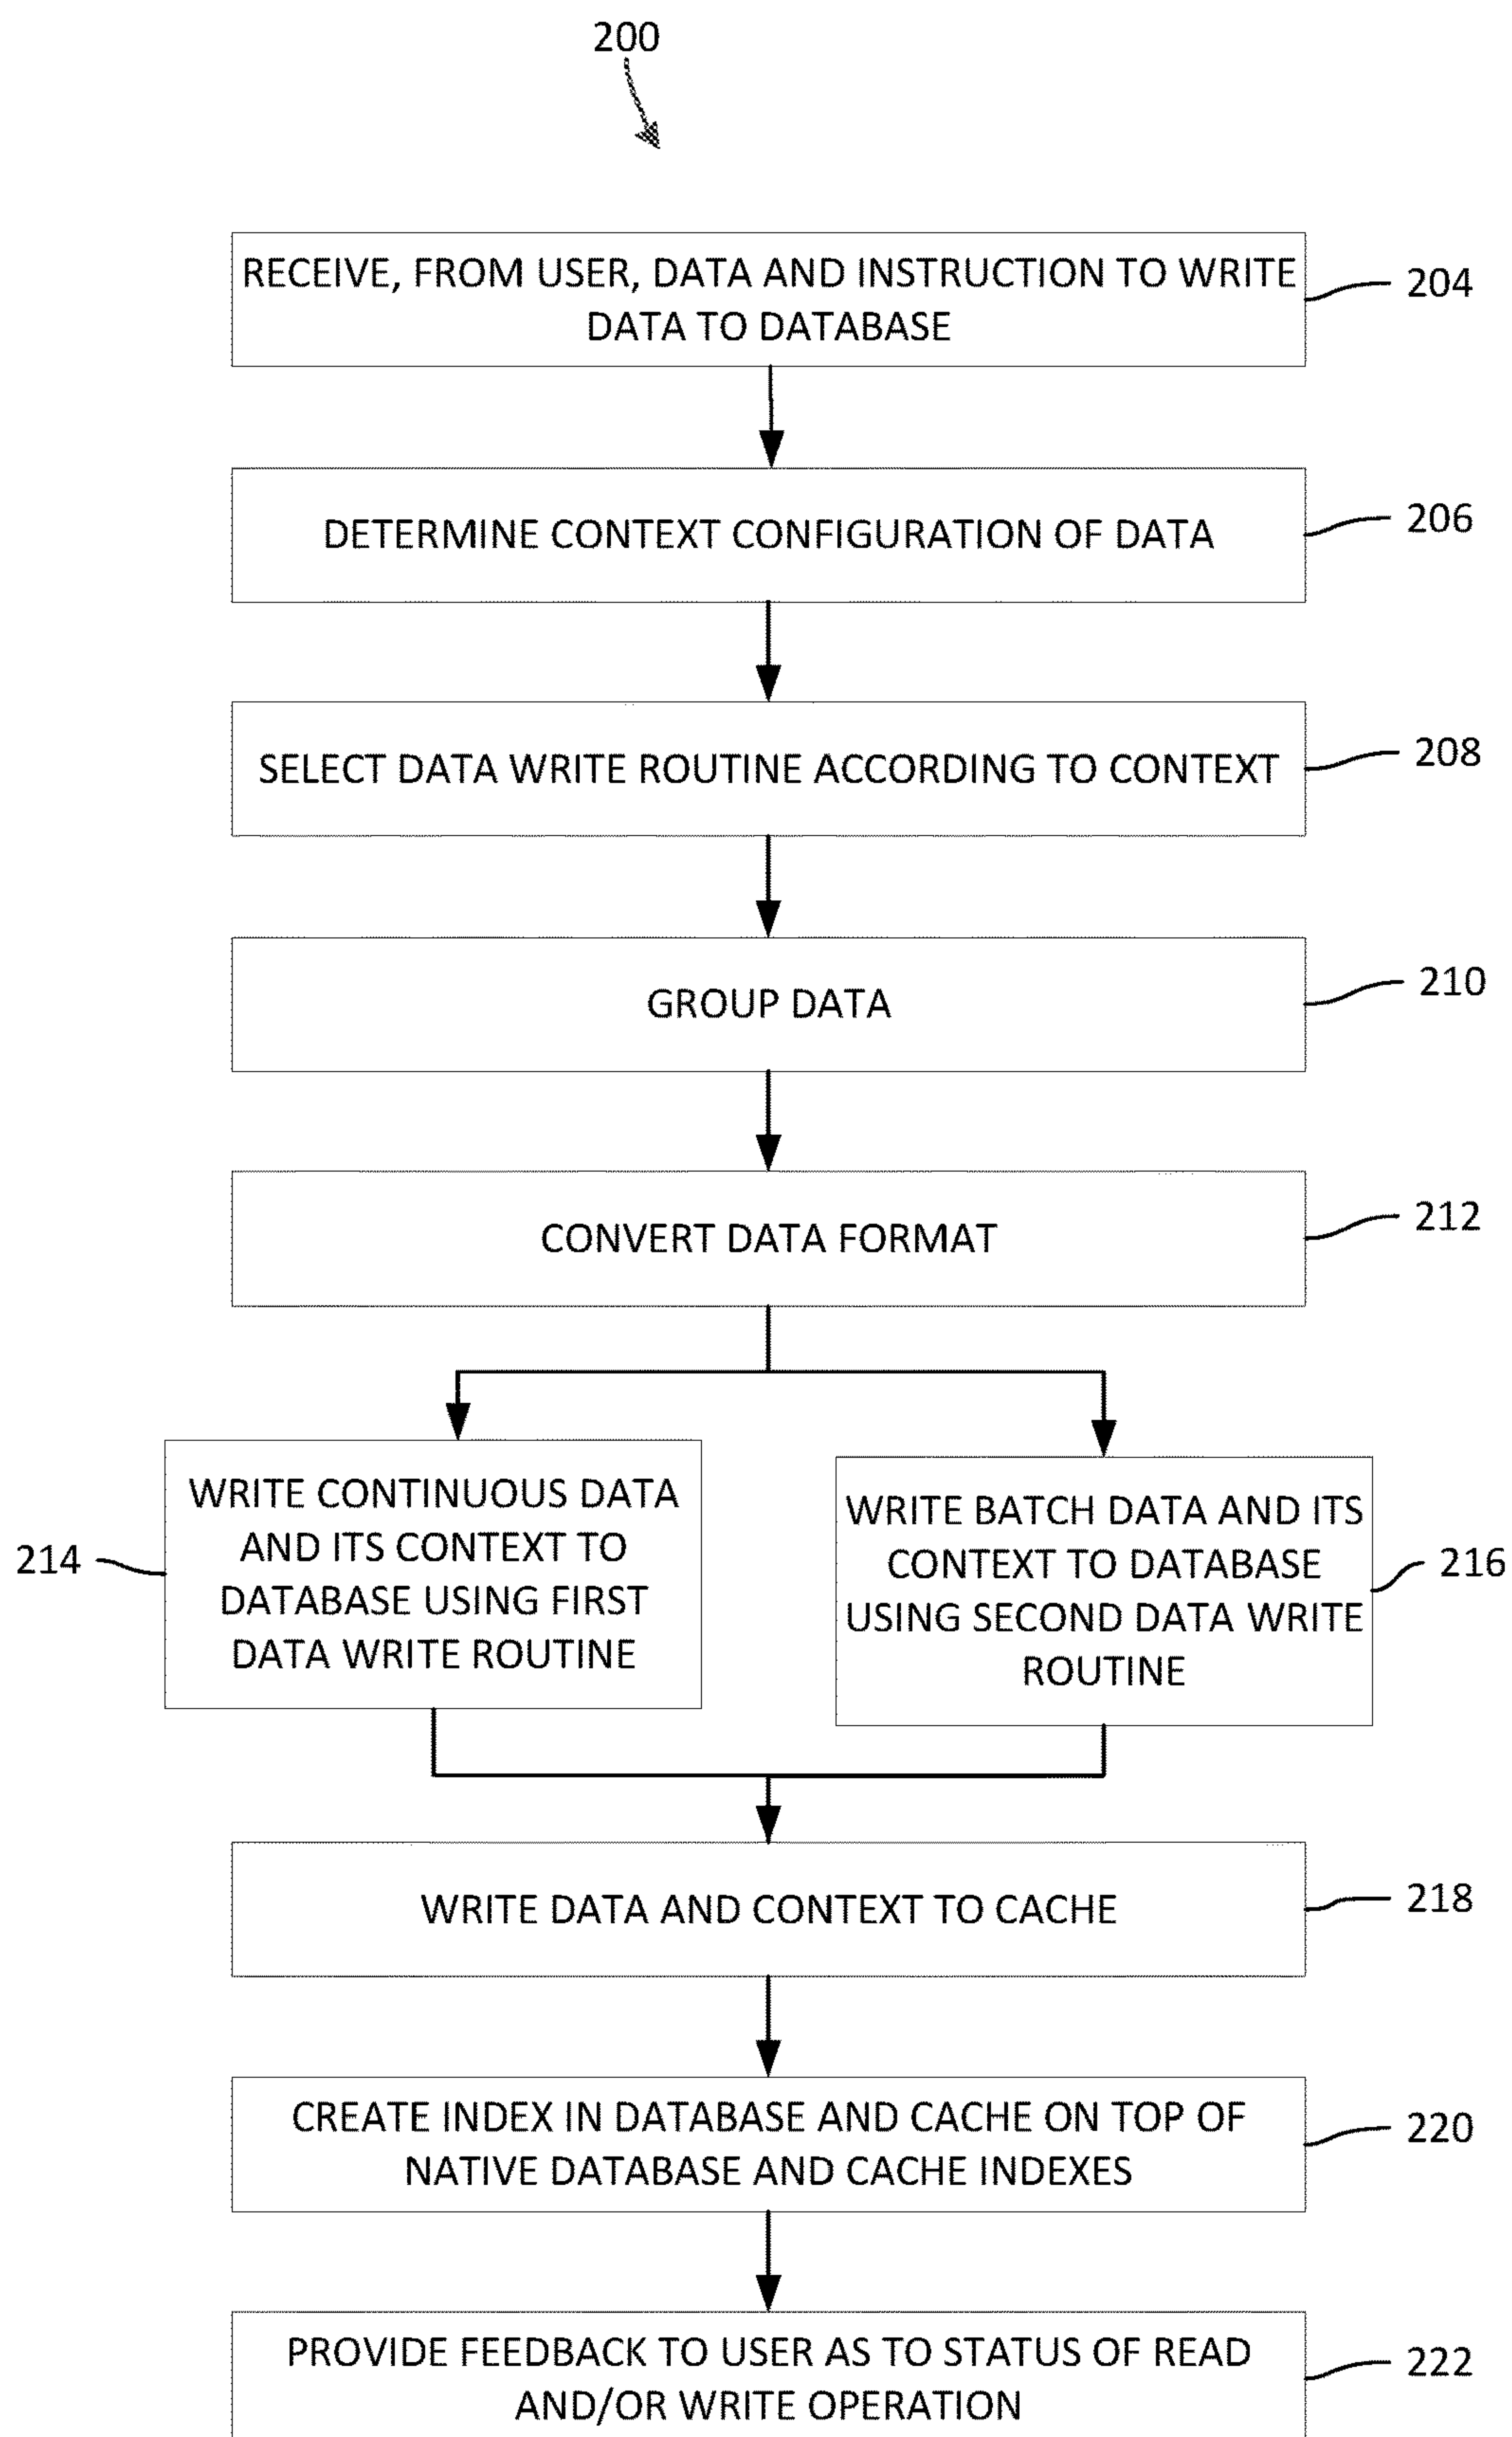 200
RECEIVE, FROM USER, DATA AND INSTRUCTION TO WRITE
DATA TO DATABASE
204
DETERMINE CONTEXT CONFIGURATION OF DATA
206
SELECT DATA WRITE ROUTINE ACCORDING TO CONTEXT
208
GROUP DATA
210
CONVERT DATA FORMAT
212
214
WRITE CONTINUOUS DATA
AND ITS CONTEXT TO
DATABASE USING FIRST
DATA WRITE ROUTINE
WRITE BATCH DATA AND ITS
CONTEXT TO DATABASE
USING SECOND DATA WRITE
ROUTINE
216
WRITE DATA AND CONTEXT TO CACHE
218
CREATE INDEX IN DATABASE AND CACHE ON TOP OF
NATIVE DATABASE AND CACHE INDEXES
220
PROVIDE FEEDBACK TO USER AS TO STATUS OF READ
AND/OR WRITE OPERATION
222